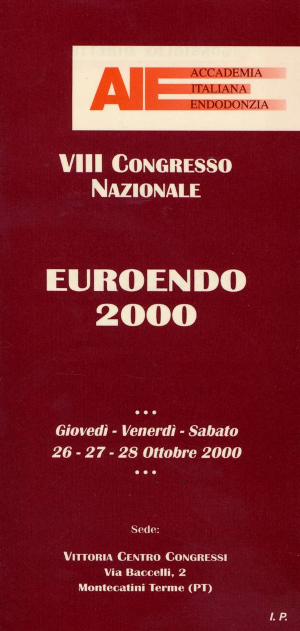 AIE
ACCADEMIA
ITALIANA
ENDODONZIA
VIII CONGRESSO
NAZIONALE
EUROENDO
2000
•••
Giovedì - Venerdì - Sabato
26 - 27 - 28 Ottobre 2000
•••
Sede:
VITTORIA CENTRO CONGRESSI
Via Baccelli, 2
Montecatini Terme (PT)
I. P.